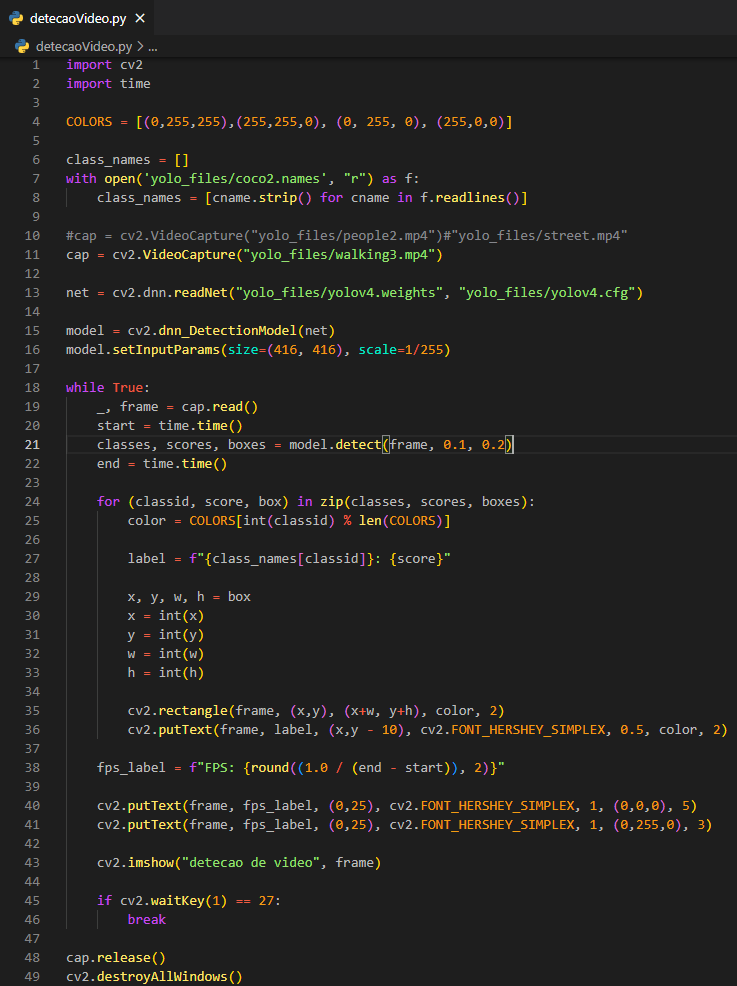 detecaoVideo.py ×
detecaoVideo.py > ...
1 import cv2
2 import time
3
4 COLORS = [(0,255,255),(255,255,0), (0, 255, 0), (255,0,0)]
5
6 class_names = []
7 with open('yolo_files/coco2.names', "r") as f:
8     class_names = [cname.strip() for cname in f.readlines()]
9
10 #cap = cv2.VideoCapture("yolo_files/people2.mp4")#"yolo_files/street.mp4"
11 cap = cv2.VideoCapture("yolo_files/walking3.mp4")
12
13 net = cv2.dnn.readNet("yolo_files/yolov4.weights", "yolo_files/yolov4.cfg")
14
15 model = cv2.dnn_DetectionModel(net)
16 model.setInputParams(size=(416, 416), scale=1/255)
17
18 while True:
19     _, frame = cap.read()
20     start = time.time()
21     classes, scores, boxes = model.detect(frame, 0.1, 0.2)
22     end = time.time()
23
24     for (classid, score, box) in zip(classes, scores, boxes):
25         color = COLORS[int(classid) % len(COLORS)]
26
27         label = f"{class_names[classid]}: {score}"
28
29         x, y, w, h = box
30         x = int(x)
31         y = int(y)
32         w = int(w)
33         h = int(h)
34
35         cv2.rectangle(frame, (x,y), (x+w, y+h), color, 2)
36         cv2.putText(frame, label, (x,y - 10), cv2.FONT_HERSHEY_SIMPLEX, 0.5, color, 2)
37
38     fps_label = f"FPS: {round((1.0 / (end - start)), 2)}"
39
40     cv2.putText(frame, fps_label, (0,25), cv2.FONT_HERSHEY_SIMPLEX, 1, (0,0,0), 5)
41     cv2.putText(frame, fps_label, (0,25), cv2.FONT_HERSHEY_SIMPLEX, 1, (0,255,0), 3)
42
43     cv2.imshow("detecao de video", frame)
44
45     if cv2.waitKey(1) == 27:
46         break
47
48 cap.release()
49 cv2.destroyAllWindows()